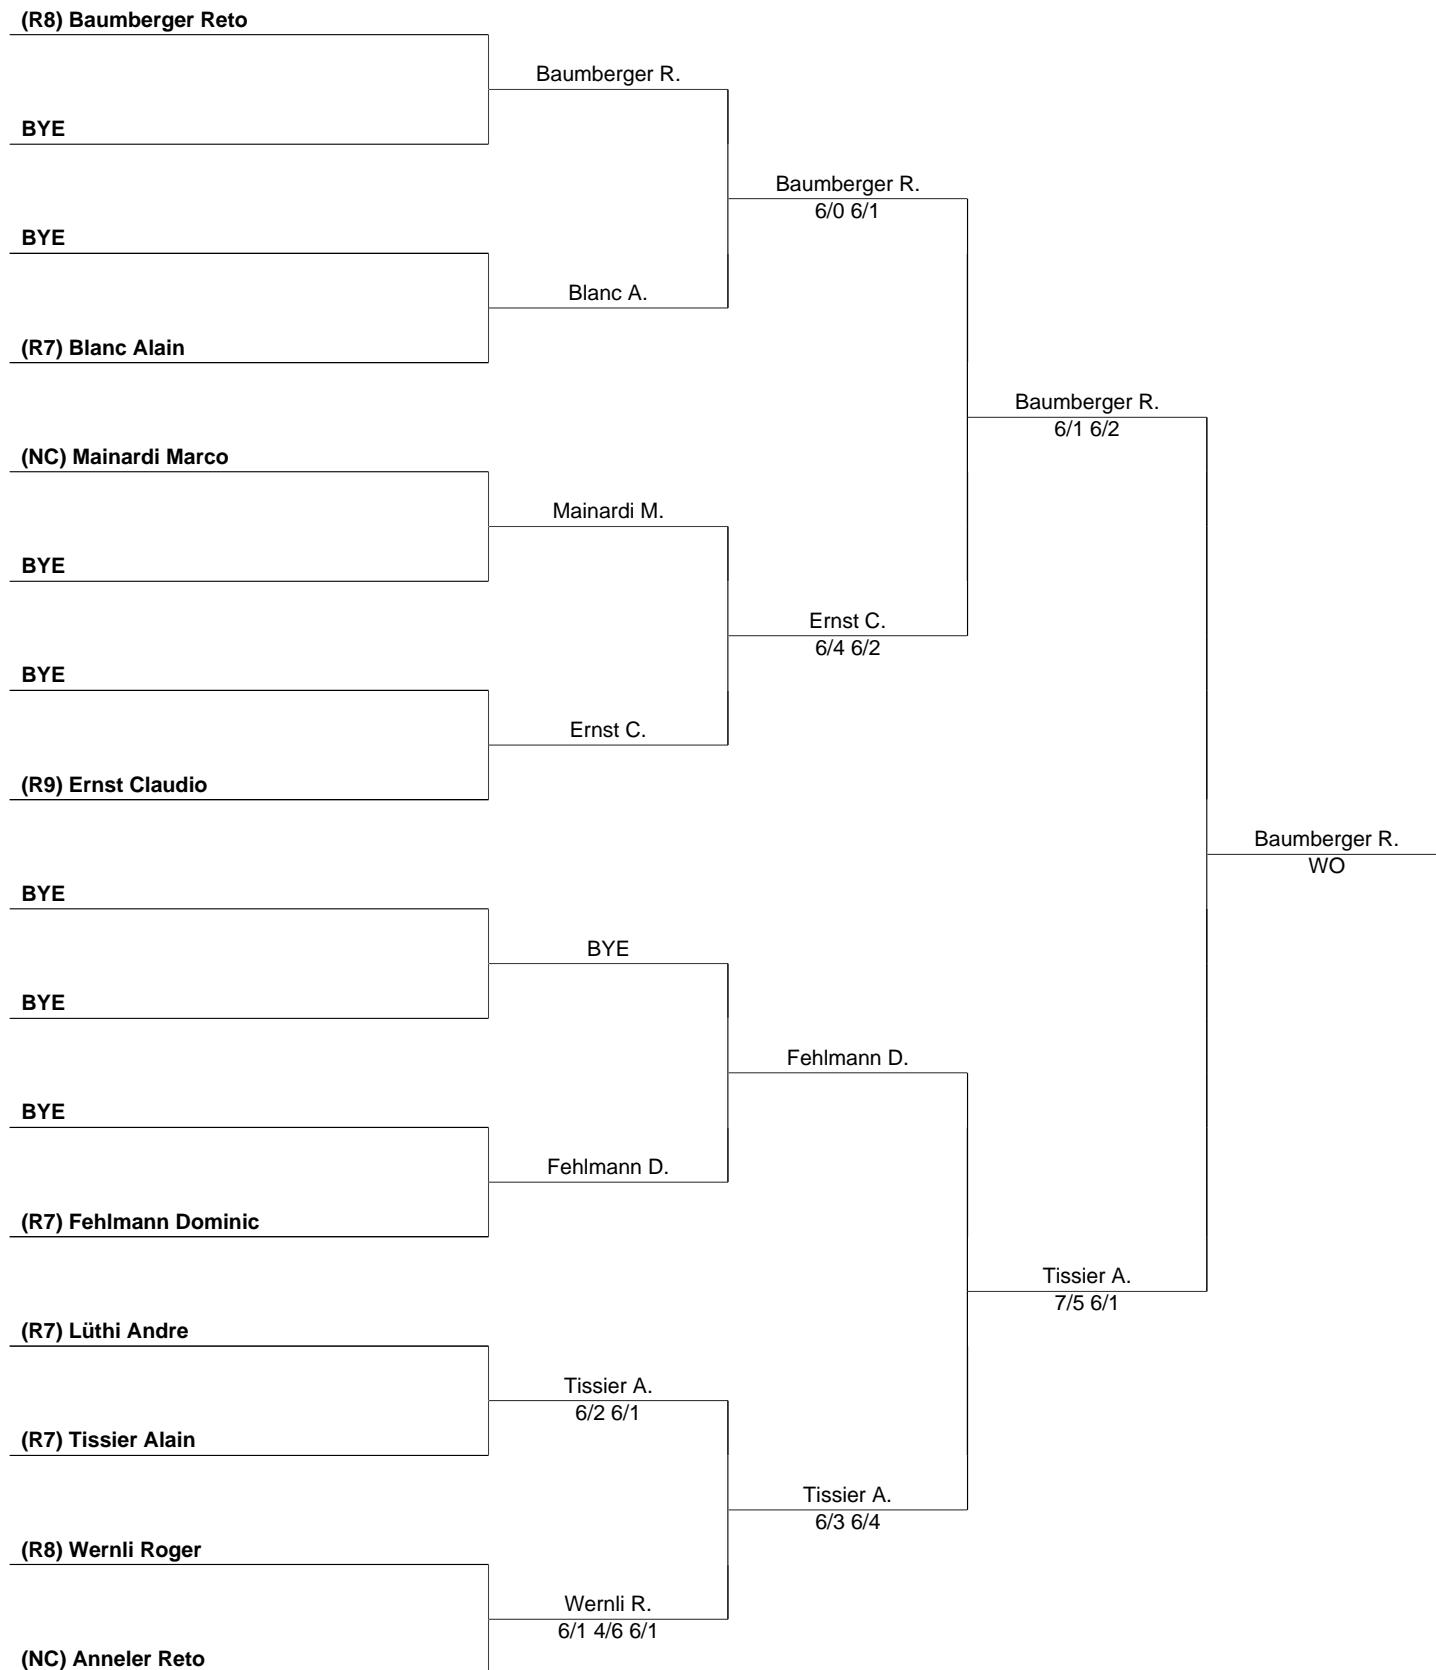 (R8) Baumberger Reto
Baumberger R.
BYE
Baumberger R.
6/0 6/1
BYE
Blanc A.
(R7) Blanc Alain
Baumberger R.
6/1 6/2
(NC) Mainardi Marco
Mainardi M.
BYE
Ernst C.
6/4 6/2
BYE
Ernst C.
(R9) Ernst Claudio
Baumberger R.
WO
BYE
BYE
BYE
Fehlmann D.
BYE
Fehlmann D.
(R7) Fehlmann Dominic
Tissier A.
7/5 6/1
(R7) Lüthi Andre
Tissier A.
6/2 6/1
(R7) Tissier Alain
Tissier A.
6/3 6/4
(R8) Wernli Roger
Wernli R.
6/1 4/6 6/1
(NC) Anneler Reto